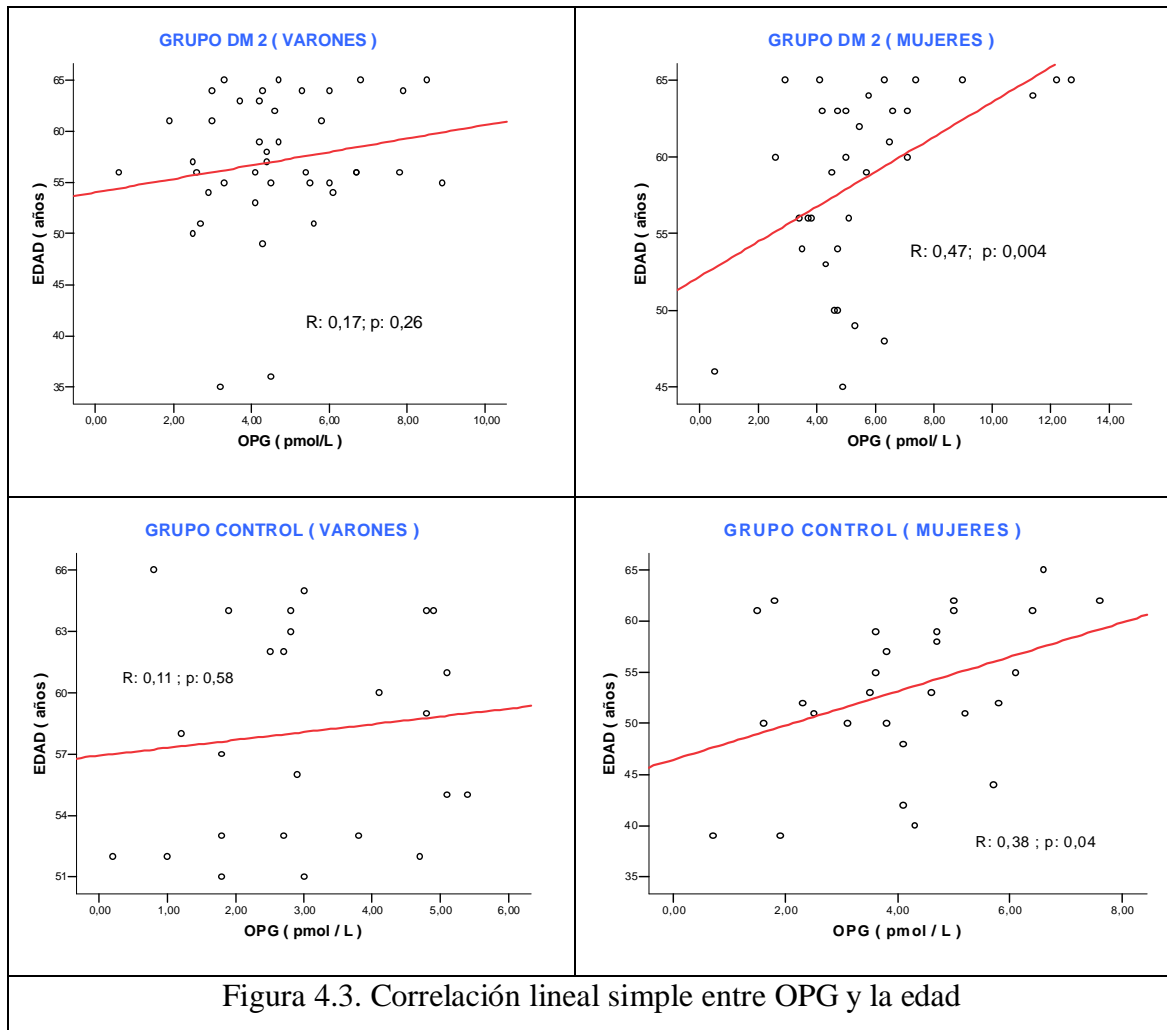 GRUPO DM 2 ( VARONES )
EDAD ( años )
65
60
55
50
45
40
35
R: 0,17; p: 0,26
0,00 2,00 4,00 6,00 8,00 10,00
OPG ( pmol/L )
GRUPO DM 2 ( MUJERES )
EDAD ( años )
65
60
55
50
45
R: 0,47; p: 0,004
0,00 2,00 4,00 6,00 8,00 10,00 12,00 14,00
OPG ( pmol/ L )
GRUPO CONTROL ( VARONES )
EDAD ( años )
66
63
60
57
54
51
R: 0,11 ; p: 0,58
0,00 1,00 2,00 3,00 4,00 5,00 6,00
OPG ( pmol / L )
GRUPO CONTROL ( MUJERES )
EDAD ( años )
65
60
55
50
45
40
35
R: 0,38 ; p: 0,04
0,00 2,00 4,00 6,00 8,00
OPG ( pmol / L )
Figura 4.3. Correlación lineal simple entre OPG y la edad